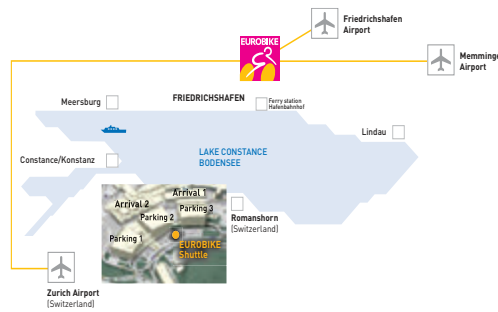 Friedrichshafen
Airport
EUROBIKE
Memminge
Airport
Meersburg
FRIEDRICHSHAFEN
Ferry station
Hafenbahnhof
Lindau
LAKE CONSTANCE
BODENSEE
Constance/Konstanz
Arrival 1
Arrival 2
Parking 3
Parking 2
Parking 1
Romanshorn
(Switzerland)
EUROBIKE
Shuttle
Zurich Airport
(Switzerland)